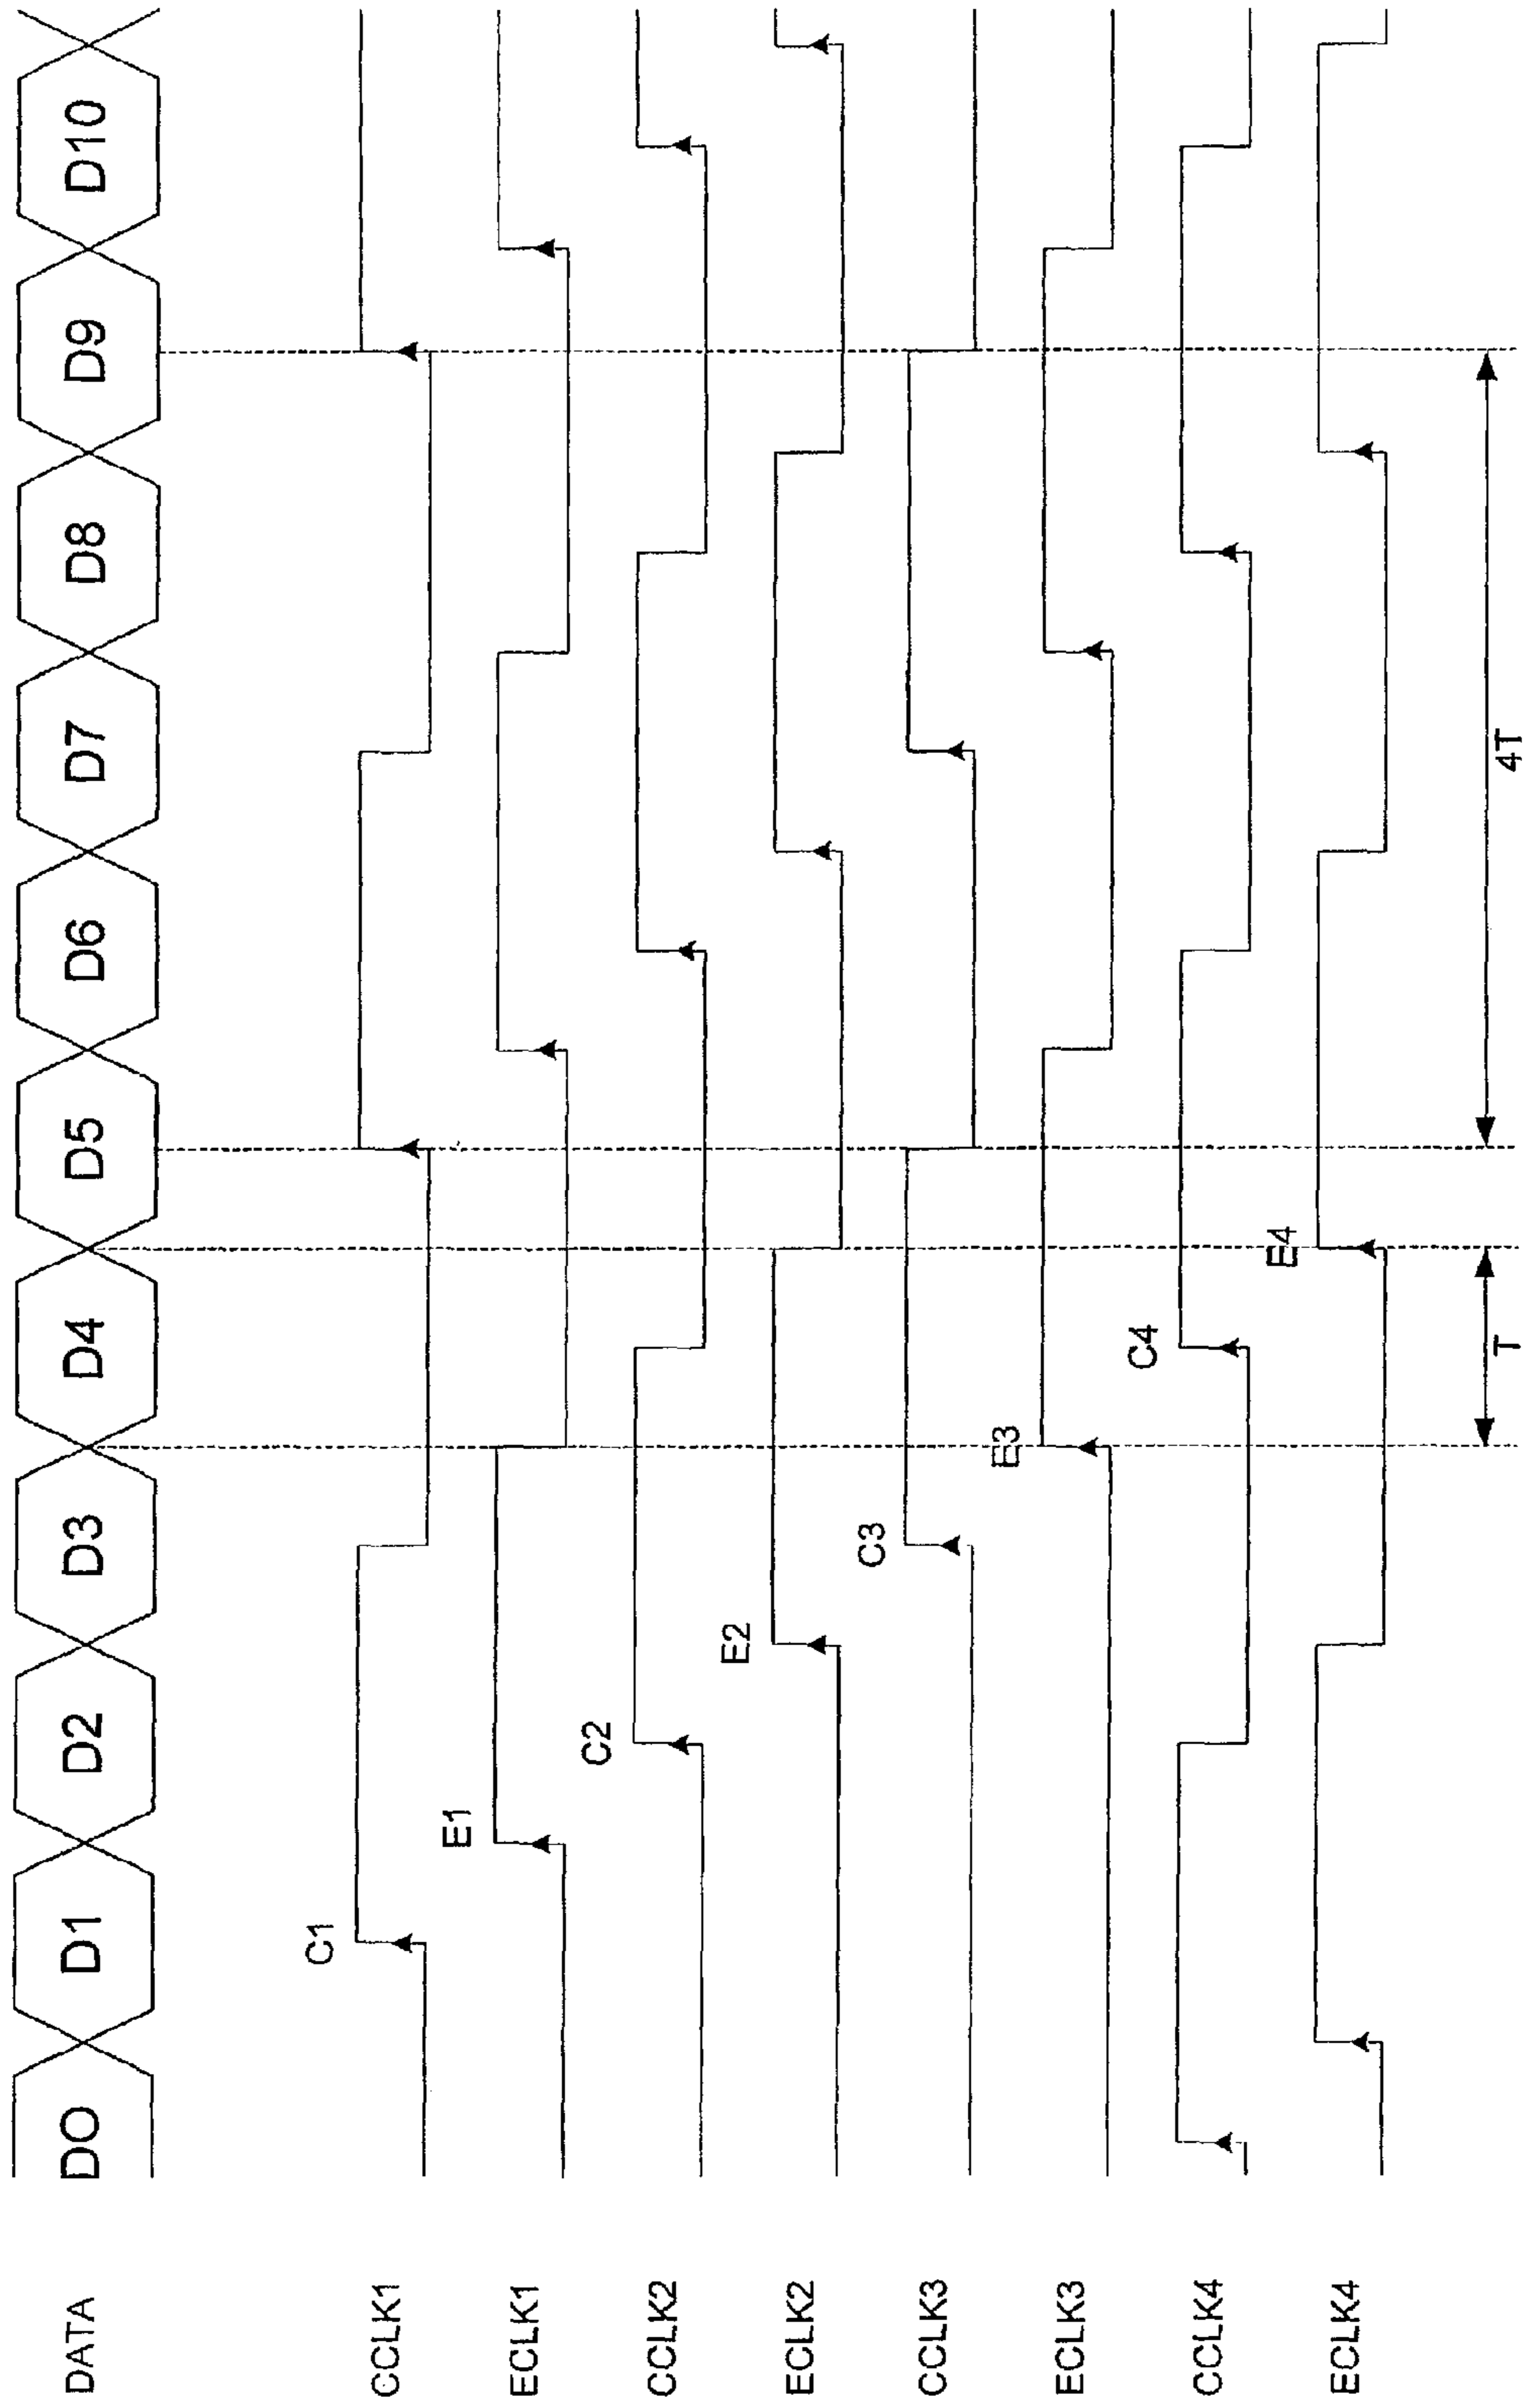 DATA DO D1 D2 D3 D4 D5 D6 D7 D8 D9 D10
CCLK1 C1
ECLK1 E1
CCLK2 C2
ECLK2 E2
CCLK3 C3
ECLK3 E3
CCLK4 C4
ECLK4 E4
T 4T